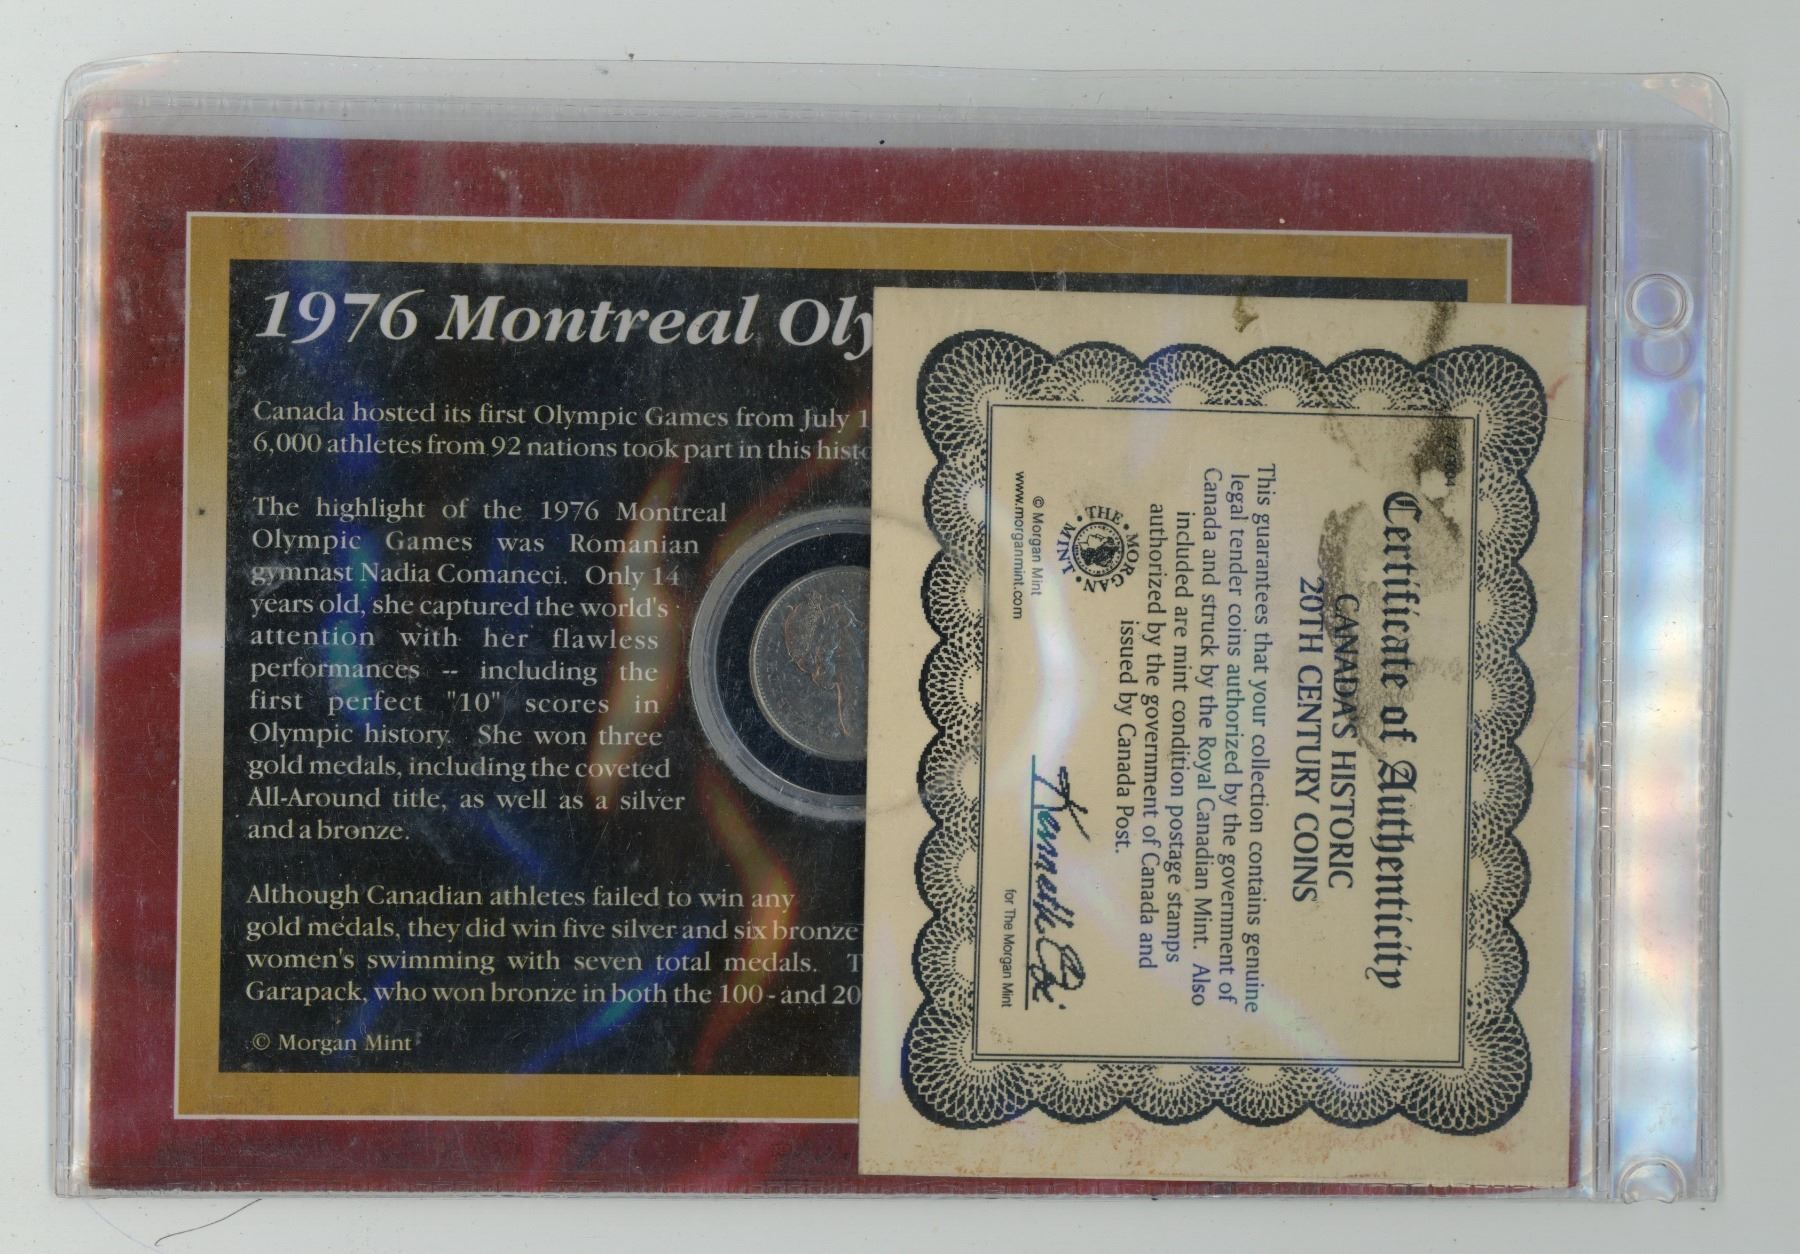 1976 Montreal Oly
Canada hosted its first Olympic Games from July 1
6,000 athletes from 92 nations took part in this histo
The highlight of the 1976 Montreal
Olympic Games was Romanian
gymnast Nadia Comaneci. Only 14
years old, she captured the world's
attention with her flawless
performances -- including the
first perfect "10" scores in
Olympic history. She won three
gold medals, including the coveted
All-Around title, as well as a silver
and a bronze.
Although Canadian athletes failed to win any
gold medals, they did win five silver and six bronze
women's swimming with seven total medals. T
Garapack, who won bronze in both the 100 - and 20
© Morgan Mint
Certificate of Authenticity
CANADA'S HISTORIC
20TH CENTURY COINS
This guarantees that your collection contains genuine
legal tender coins authorized by the government of
Canada and struck by the Royal Canadian Mint. Also
included are mint condition postage stamps
authorized by the government of Canada and
issued by Canada Post.
THE • MORGAN • MINT •
© Morgan Mint
www.morganmint.com
for The Morgan Mint